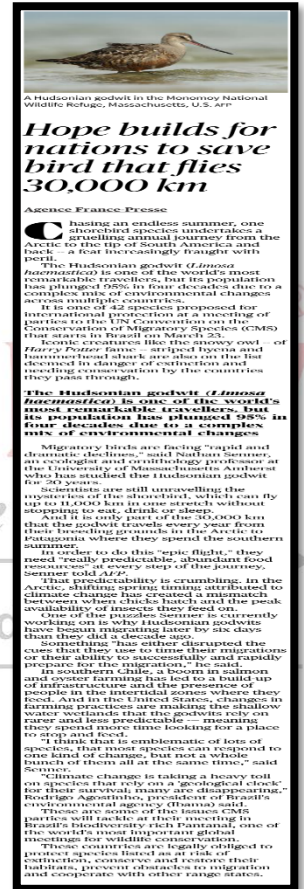 A Hudsonian godwit in the Monomoy National
Wildlife Refuge, Massachusetts, U.S. AFP
Hope builds for
nations to save
bird that flies
30,000 km
Agence France-Presse
Chasing an endless summer, one
shorebird species undertakes a
gruelling annual journey from the
Arctic to the tip of South America and
back – a feat increasingly fraught with
peril.
The Hudsonian godwit (Limosa
haemastica) is one of the world's most
remarkable travellers, but its population
has plunged 95% in four decades due to a
complex mix of environmental changes
across multiple countries.
It is one of 42 species proposed for
international protection at a meeting of
parties to the UN Convention on the
Conservation of Migratory Species (CMS)
that starts in Brazil on March 23.
Iconic creatures like the snowy owl – of
Harry Potter fame – striped hyena and
hammerhead shark are also on the list
deemed in danger of extinction and
needing conservation by the countries
they pass through.
The Hudsonian godwit (Limosa
haemastica) is one of the world's
most remarkable travellers, but
its population has plunged 95% in
four decades due to a complex
mix of environmental changes
Migratory birds are facing "rapid and
dramatic declines," said Nathan Senner,
an ecologist and ornithology professor at
the University of Massachusetts Amherst
who has studied the Hudsonian godwit
for 20 years.
Scientists are still unravelling the
mysteries of the shorebird, which can fly
up to 11,000 km in one stretch without
stopping to eat, drink or sleep.
And it is only part of the 30,000 km
that the godwit travels every year from
their breeding grounds in the Arctic to
Patagonia where they spend the southern
summer.
In order to do this "epic flight," they
need "really predictable, abundant food
resources" at every step of the journey,
Senner told AFP.
That predictability is crumbling. In the
Arctic, shifting spring timing attributed to
climate change has created a mismatch
between when chicks hatch and the peak
availability of insects they feed on.
One of the puzzles Senner is currently
working on is why Hudsonian godwits
have begun migrating later by six days
than they did a decade ago.
Something "has either disrupted the
cues that they use to time their migrations
or their ability to successfully and rapidly
prepare for the migration," he said.
In southern Chile, a boom in salmon
and oyster farming has led to a build-up
of infrastructure and the presence of
people in the intertidal zones where they
feed. And in the United States, changes in
farming practices are making the shallow
water wetlands that the godwits rely on
rarer and less predictable — meaning
they spend more time looking for a place
to stop and feed.
"I think that is emblematic of lots of
species, that most species can respond to
one kind of change, but not a whole
bunch of them all at the same time," said
Senner.
"Climate change is taking a heavy toll
on species that rely on a 'geological clock'
for their survival; many are disappearing,"
Rodrigo Agostinho, president of Brazil's
environmental agency (Ibama) said.
These are some of the issues CMS
parties will tackle at their meeting in
Brazil's biodiversity-rich Pantanal, one of
the world's most important global
meetings for wildlife conservation.
These countries are legally obliged to
protect species listed as at risk of
extinction, conserve and restore their
habitats, prevent obstacles to migration
and cooperate with other range states.